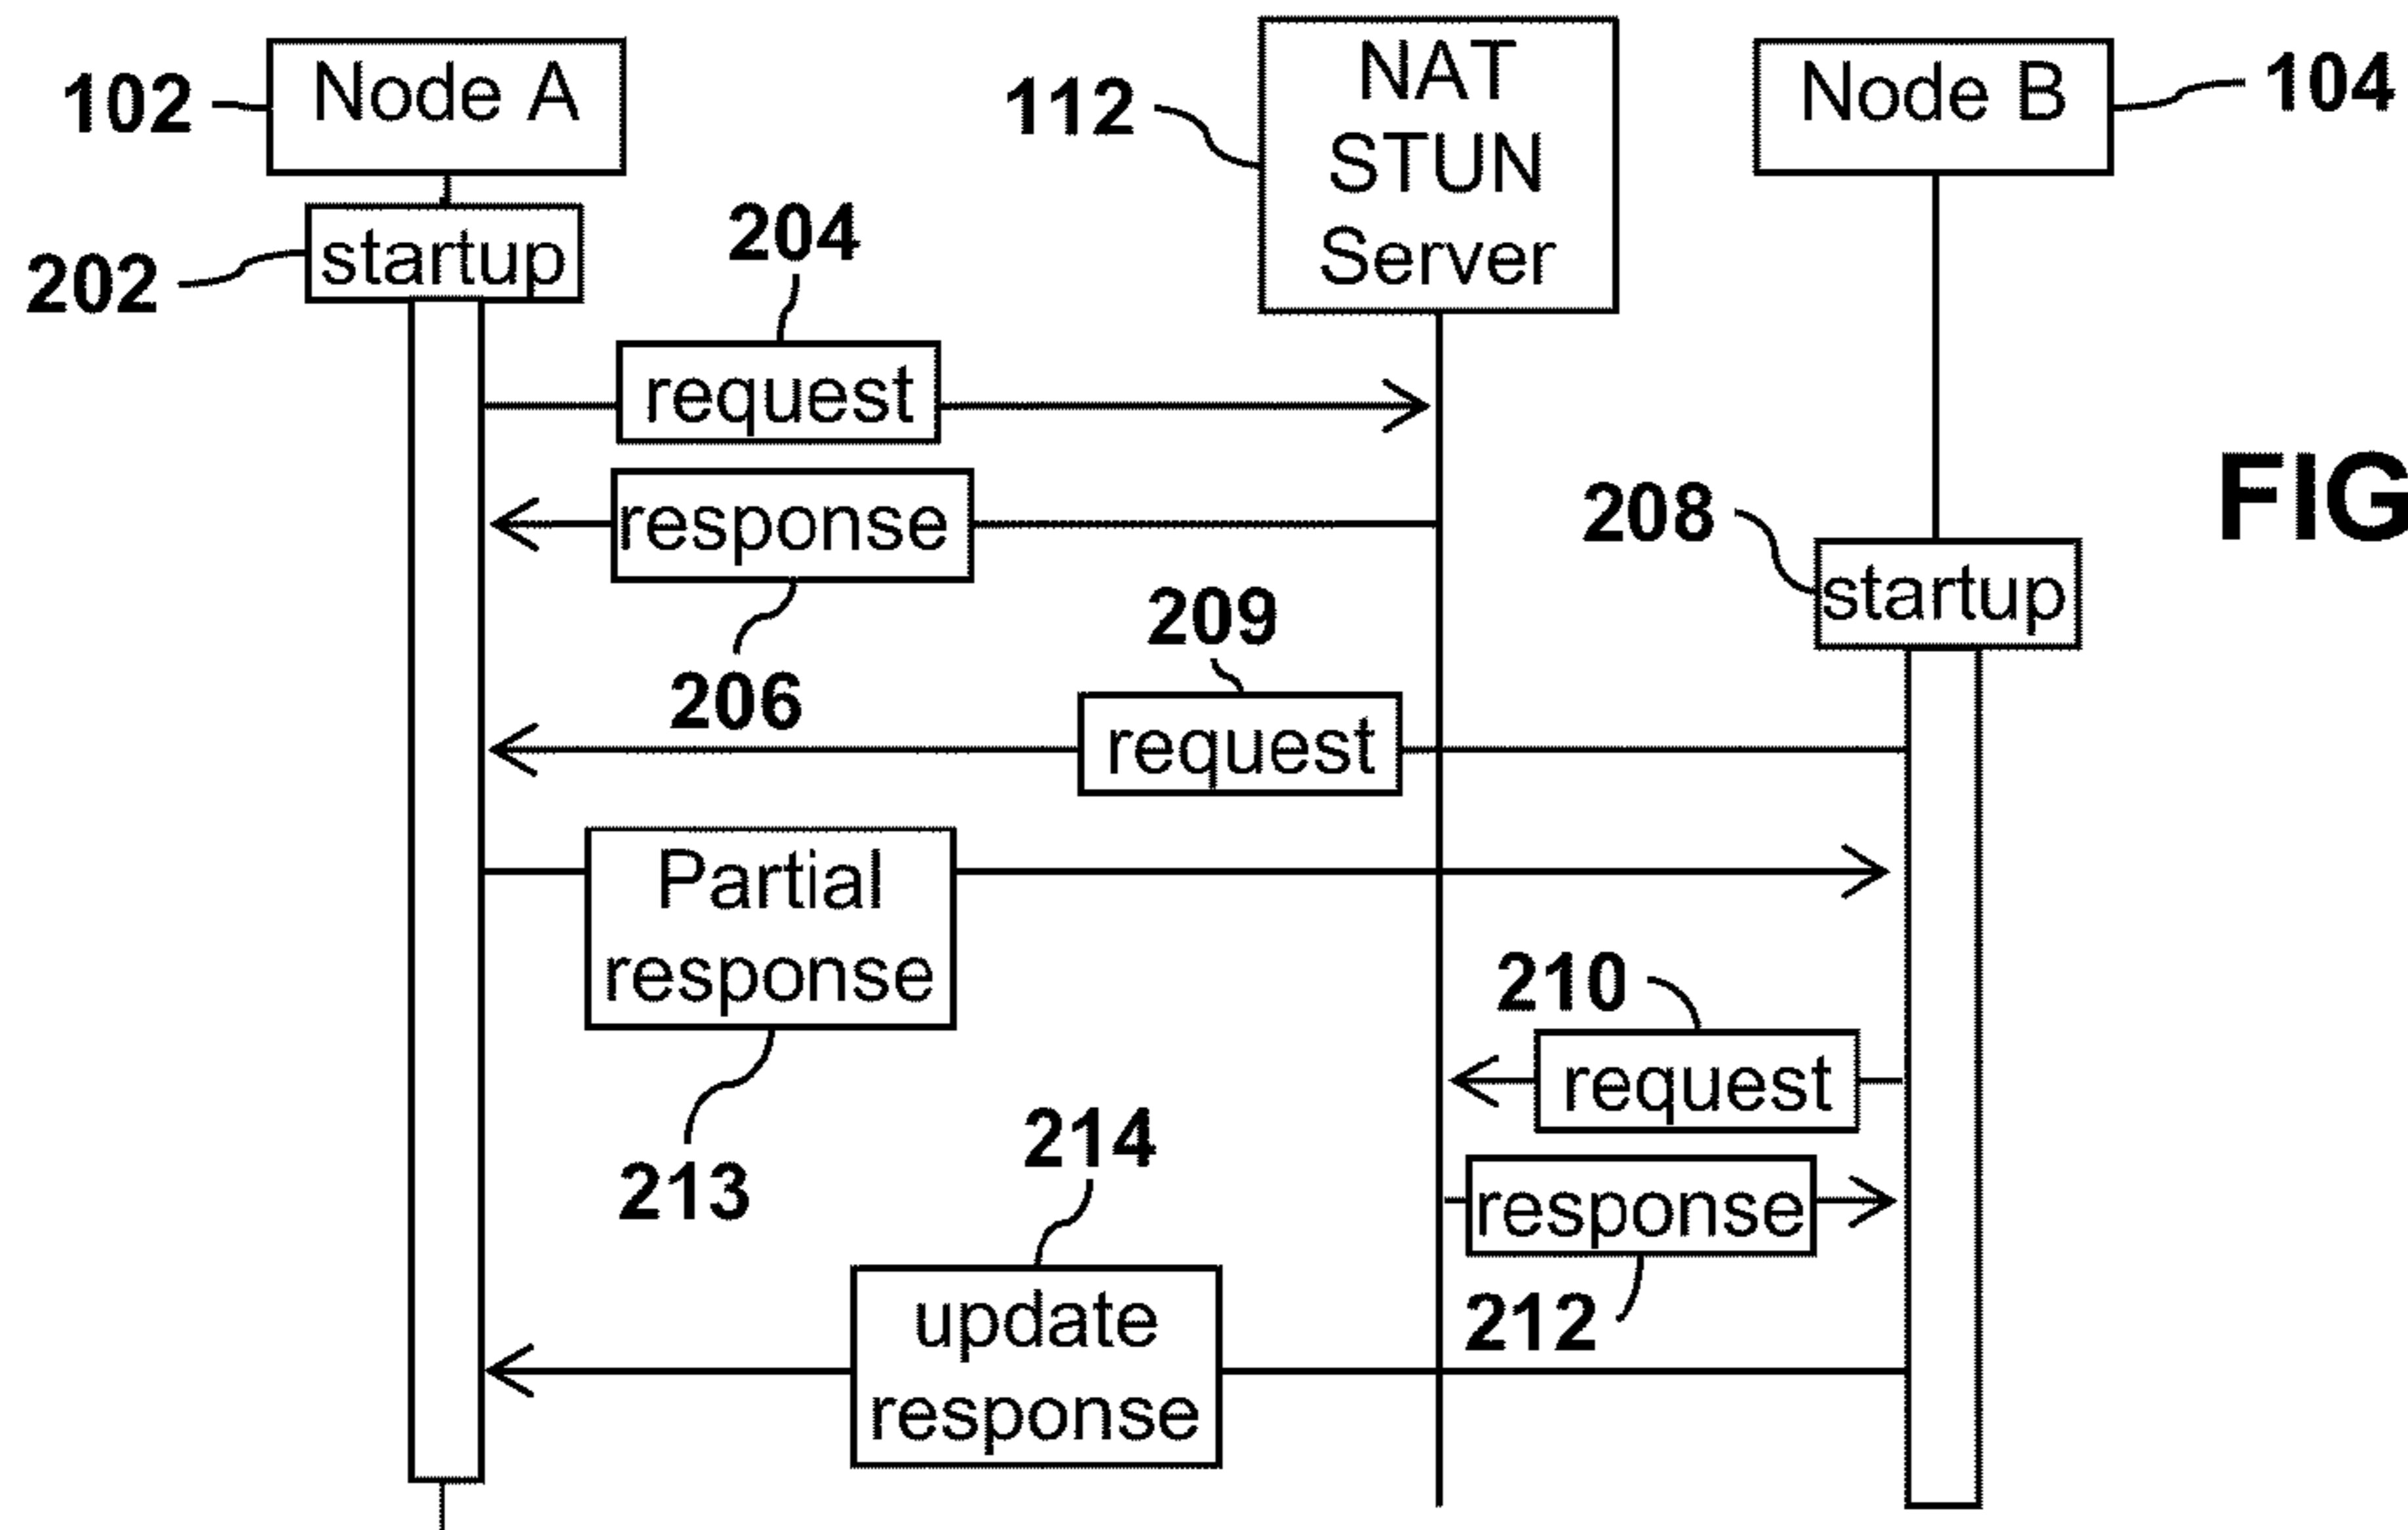 102
Node A
112
NAT
STUN
Server
Node B
104
202
startup
204
request
FIG
response
206
208
startup
209
request
Partial
response
213
210
request
response
212
214
update
response